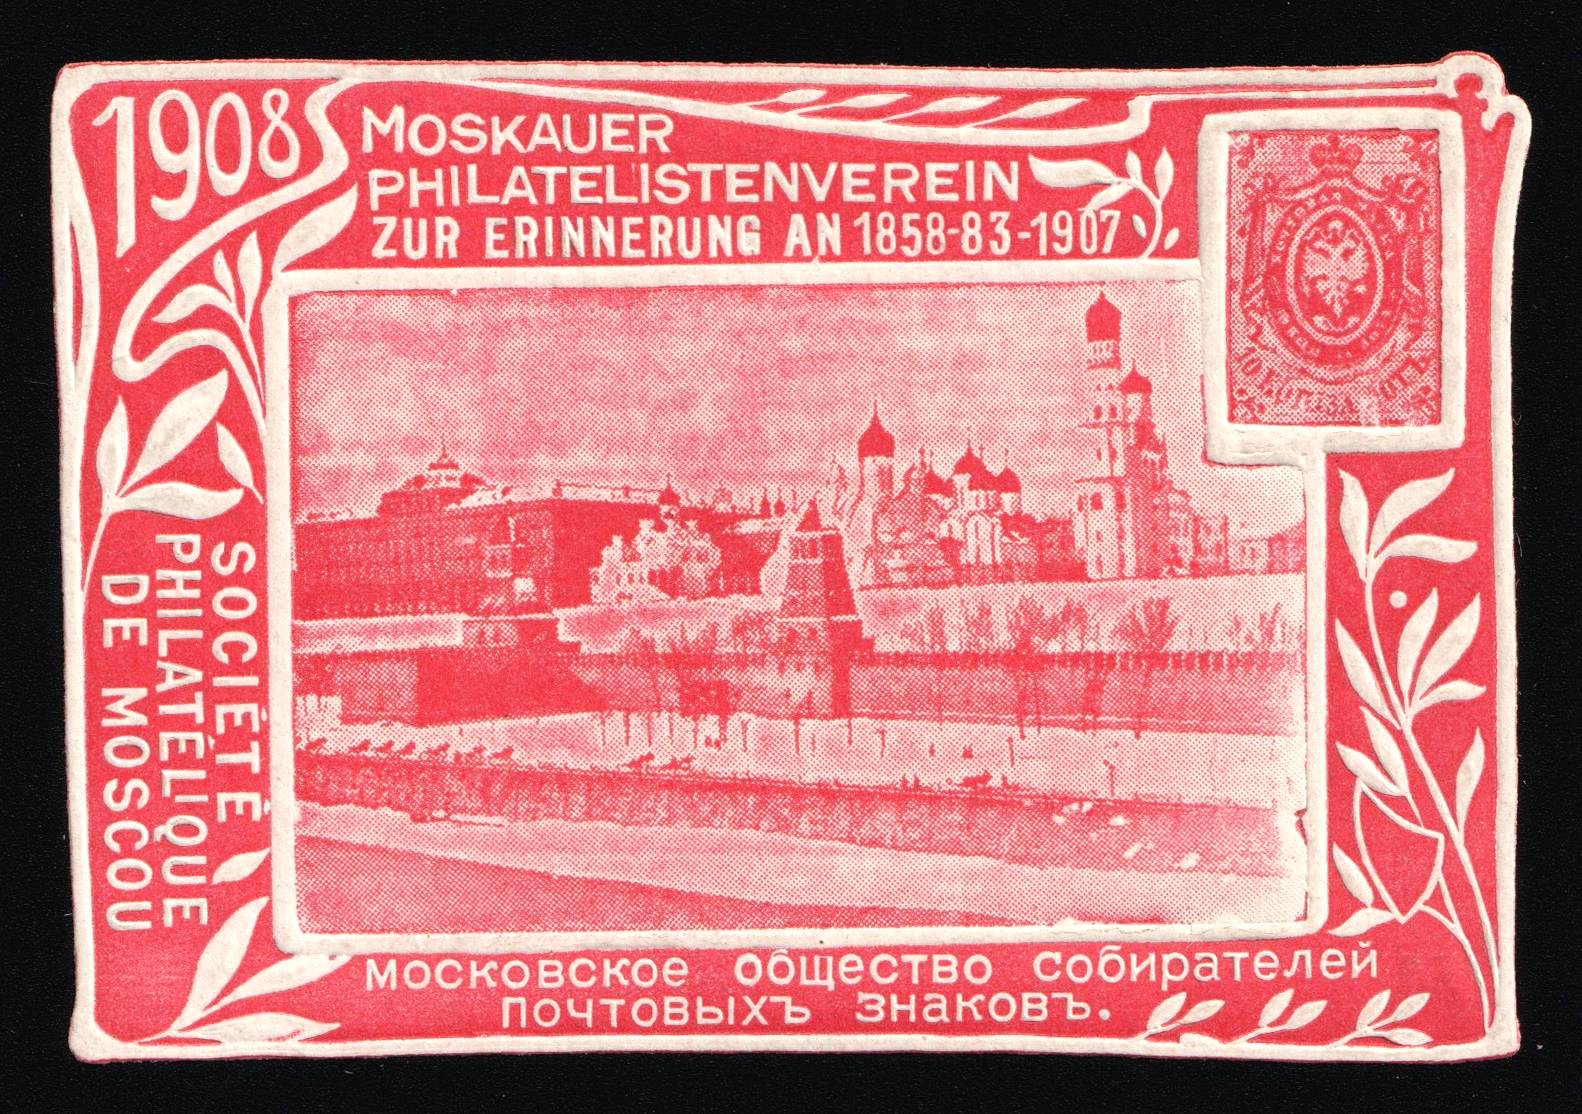 1908
MOSKAUER
PHILATELISTENVEREIN
ZUR ERINNERUNG AN 1858-83-1907
SOCIÉTÉ
PHILATÉLIQUE
DE MOSCOU
московское общество собирателей
почтовыхъ знаковъ.